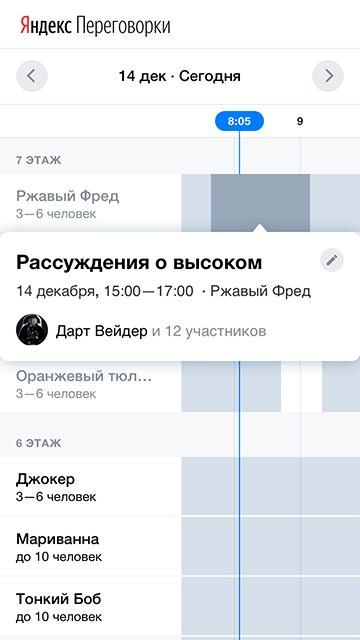 Яндекс Переговорки
14 дек · Сегодня
8:05
9
7 ЭТАЖ
Ржавый Фред
3—6 человек
Рассуждения о высоком
14 декабря, 15:00—17:00 · Ржавый Фред
Дарт Вейдер и 12 участников
Оранжевый тюл...
3—6 человек
6 ЭТАЖ
Джокер
3—6 человек
Мариванна
до 10 человек
Тонкий Боб
до 10 человек